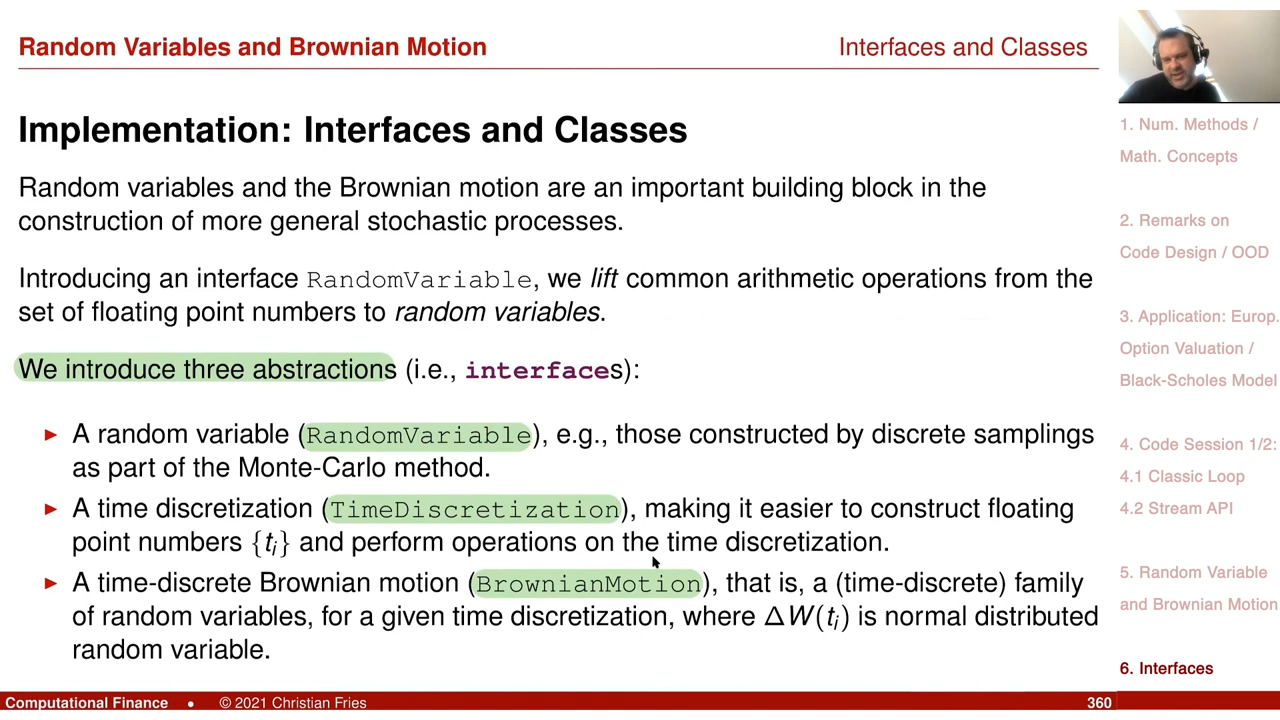 Random Variables and Brownian Motion
Interfaces and Classes
Implementation: Interfaces and Classes
Random variables and the Brownian motion are an important building block in the
construction of more general stochastic processes.
Introducing an interface RandomVariable, we lift common arithmetic operations from the
set of floating point numbers to random variables.
We introduce three abstractions (i.e., interfaces):
► A random variable (RandomVariable), e.g., those constructed by discrete samplings
as part of the Monte-Carlo method.
► A time discretization (TimeDiscretization), making it easier to construct floating
point numbers {tᵢ} and perform operations on the time discretization.
► A time-discrete Brownian motion (BrownianMotion), that is, a (time-discrete) family
of random variables, for a given time discretization, where ΔW(tᵢ) is normal distributed
random variable.
1. Num. Methods /
Math. Concepts
2. Remarks on
Code Design / OOD
3. Application: Europ.
Option Valuation /
Black-Scholes Model
4. Code Session 1/2:
4.1 Classic Loop
4.2 Stream API
5. Random Variable
and Brownian Motion
6. Interfaces
Computational Finance • © 2021 Christian Fries
360